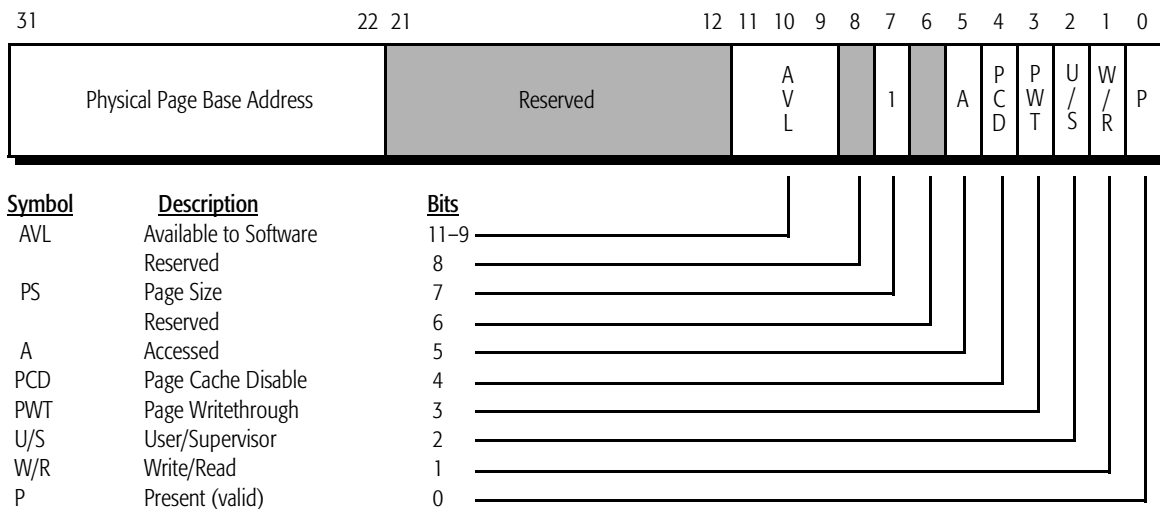 31 22 21 12 11 10 9 8 7 6 5 4 3 2 1 0
Physical Page Base Address Reserved AVL 1 A PCD PWT U/S W/R P
Symbol Description Bits
AVL Available to Software 11–9
Reserved 8
PS Page Size 7
Reserved 6
A Accessed 5
PCD Page Cache Disable 4
PWT Page Writethrough 3
U/S User/Supervisor 2
W/R Write/Read 1
P Present (valid) 0